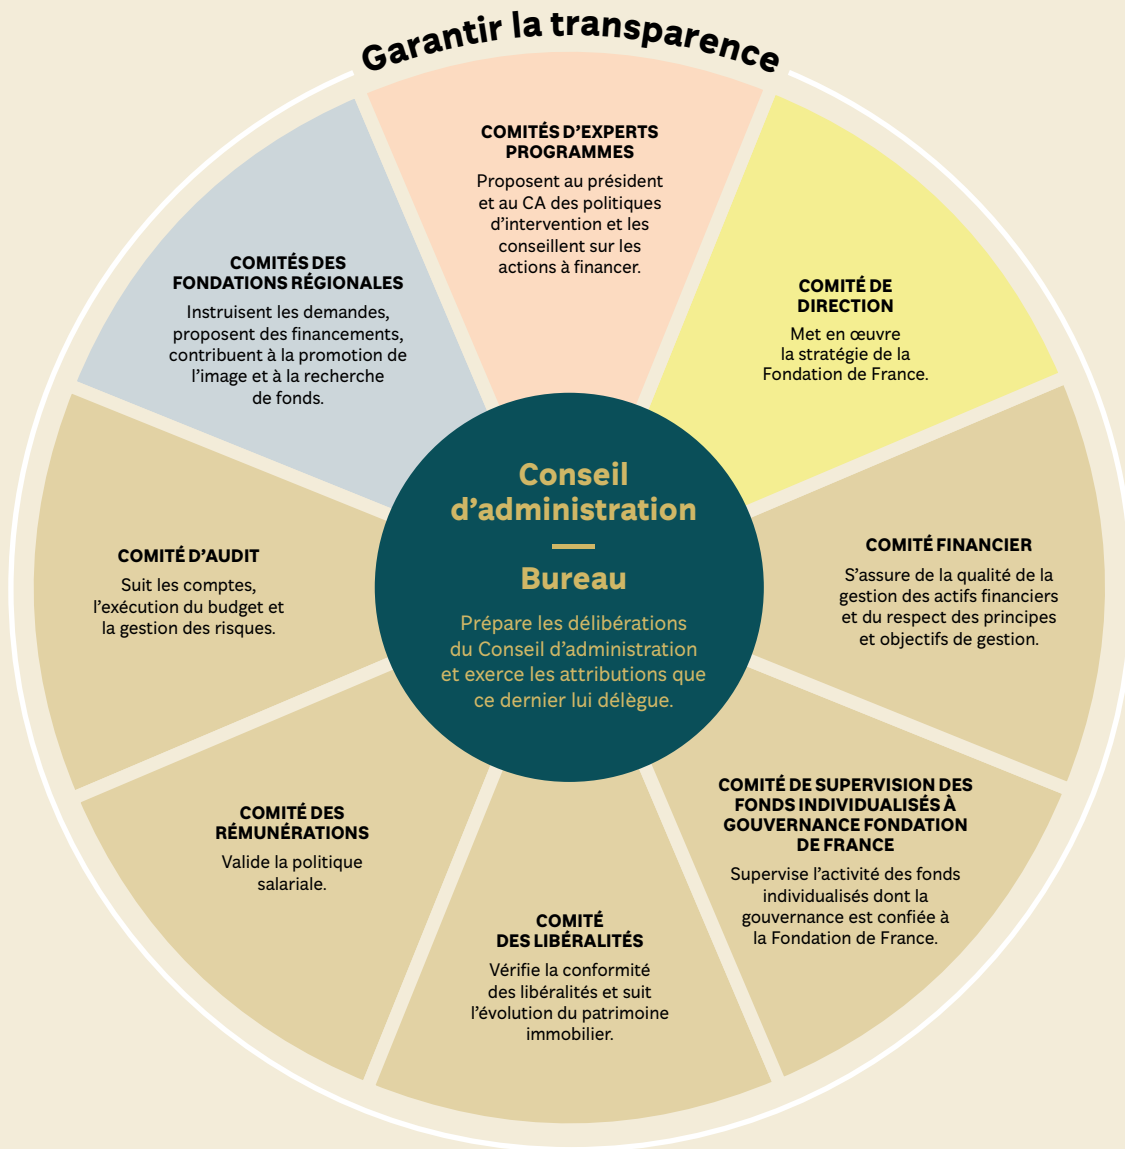 Garantir la transparence
COMITÉS D’EXPERTS
PROGRAMMES
Proposent au président
et au CA des politiques
d’intervention et les
conseillent sur les
actions à financer.
COMITÉ DE
DIRECTION
Met en œuvre
la stratégie de la
Fondation de France.
COMITÉ FINANCIER
S’assure de la qualité de la
gestion des actifs financiers
et du respect des principes
et objectifs de gestion.
COMITÉ DE SUPERVISION DES
FONDS INDIVIDUALISÉS À
GOUVERNANCE FONDATION
DE FRANCE
Supervise l’activité des fonds
individualisés dont la
gouvernance est confiée à
la Fondation de France.
COMITÉ
DES LIBÉRALITÉS
Vérifie la conformité
des libéralités et suit
l’évolution du patrimoine
immobilier.
COMITÉ DES
RÉMUNÉRATIONS
Valide la politique
salariale.
COMITÉ D’AUDIT
Suit les comptes,
l’exécution du budget et
la gestion des risques.
COMITÉS DES
FONDATIONS RÉGIONALES
Instruisent les demandes,
proposent des financements,
contribuent à la promotion de
l’image et à la recherche
de fonds.
Conseil
d’administration
Bureau
Prépare les délibérations
du Conseil d’administration
et exerce les attributions que
ce dernier lui délègue.